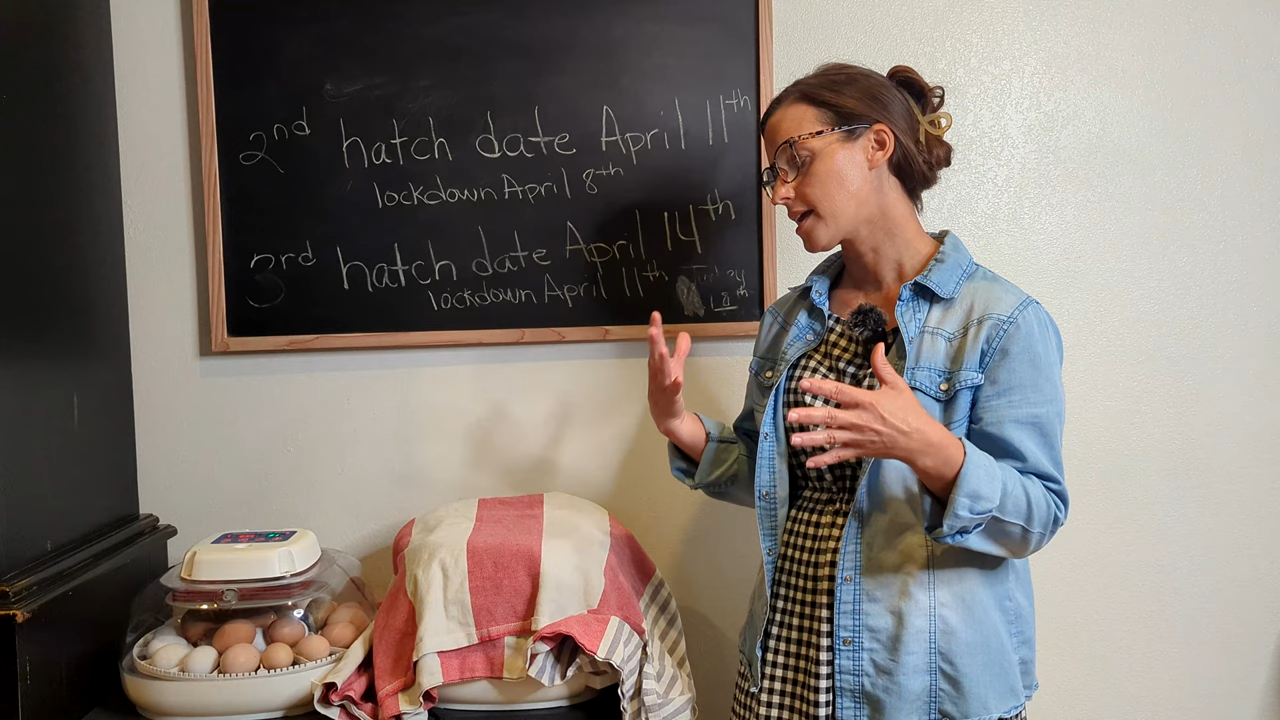 2nd hatch date April 11th
lockdown April 8th
3rd hatch date April 14th
lockdown April 11th